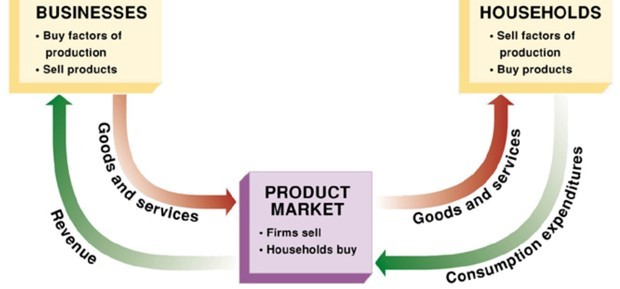 BUSINESSES
• Buy factors of
production
• Sell products
HOUSEHOLDS
• Sell factors of
production
• Buy products
Goods and services
Revenue
PRODUCT
MARKET
• Firms sell
• Households buy
Goods and services
Consumption expenditures